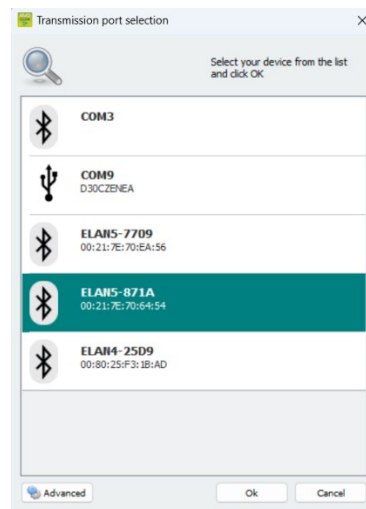 Transmission port selection
Select your device from the list
and click OK
COM3
COM9
D30CZENEA
ELAN5-7709
00:21:7E:70:EA:56
ELAN5-871A
00:21:7E:70:64:54
ELAN4-25D9
00:80:25:F3:1B:AD
Advanced
Ok
Cancel